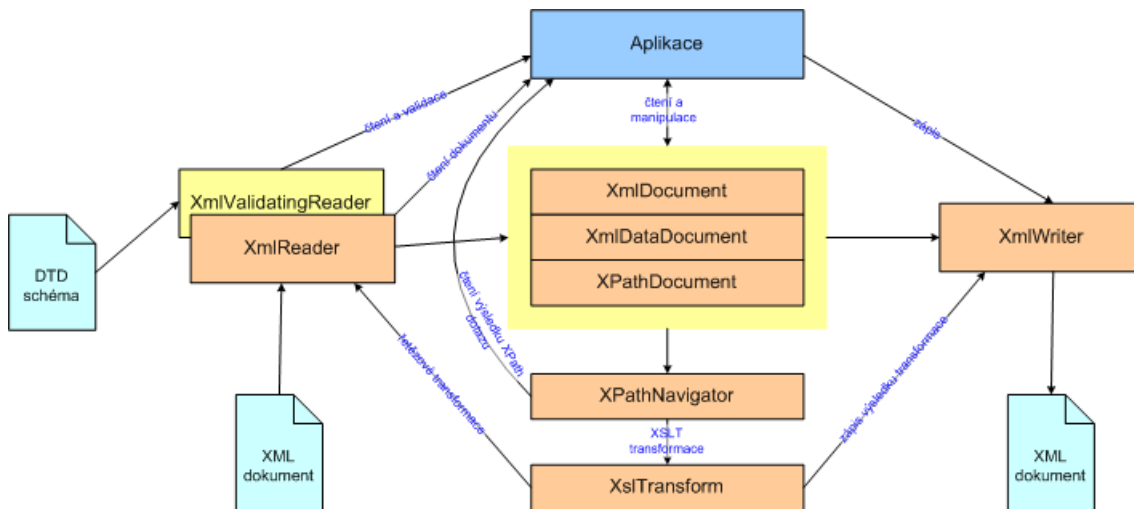 Aplikace
čtení a validace
čtení dokumentu
čtení a
manipulace
zápis
XmlValidatingReader
XmlReader
XmlDocument
XmlDataDocument
XPathDocument
XmlWriter
DTD
schéma
čtení výsledku XPath
dotazu
řetězové transformace
zápis výsledku transformace
XPathNavigator
XSLT
transformace
XslTransform
XML
dokument
XML
dokument